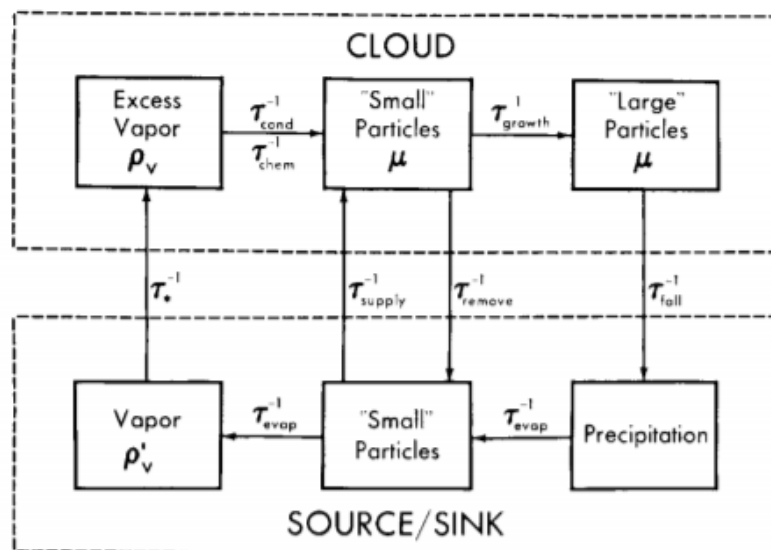 CLOUD
Excess
Vapor
ρᵥ
τ⁻¹cond
τ⁻¹chem
"Small"
Particles
μ
τ¹growth
"Large"
Particles
μ
τ⁻¹*
τ⁻¹supply
τ⁻¹remove
τ⁻¹fall
Vapor
ρ'ᵥ
τ⁻¹evap
"Small"
Particles
τ⁻¹evap
Precipitation
SOURCE/SINK